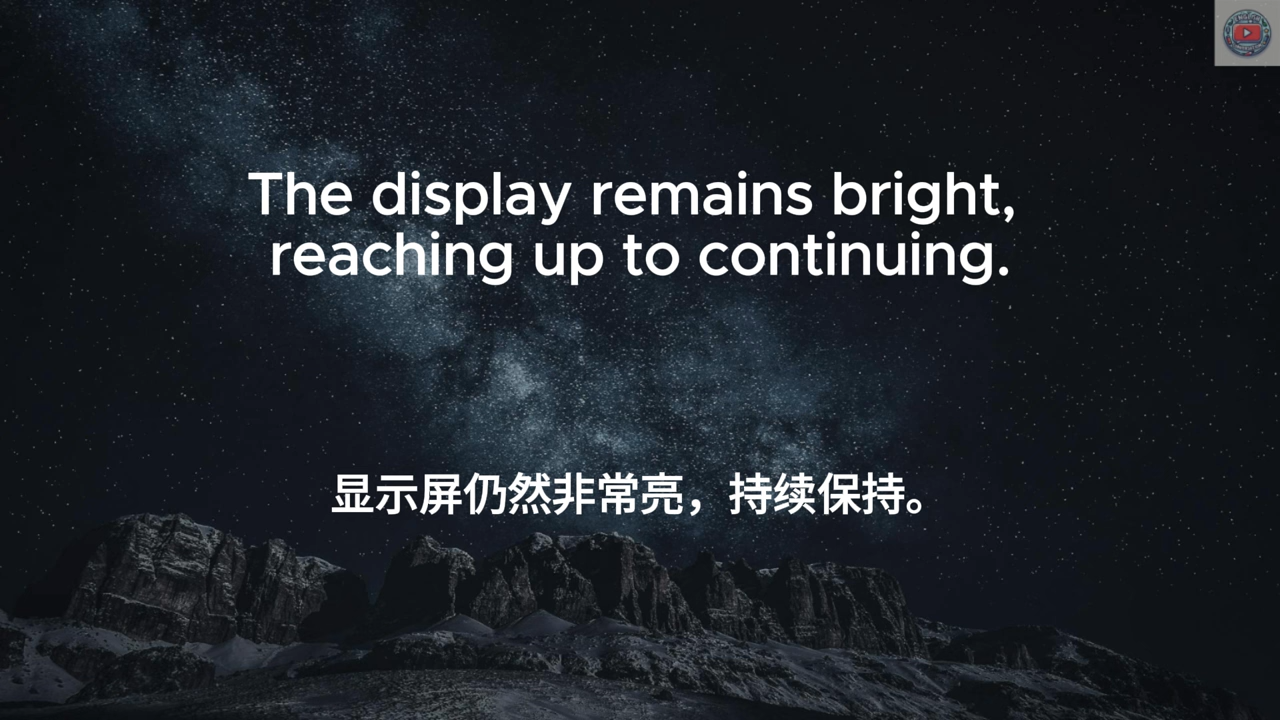 The display remains bright,
reaching up to continuing.
显示屏仍然非常亮，持续保持。